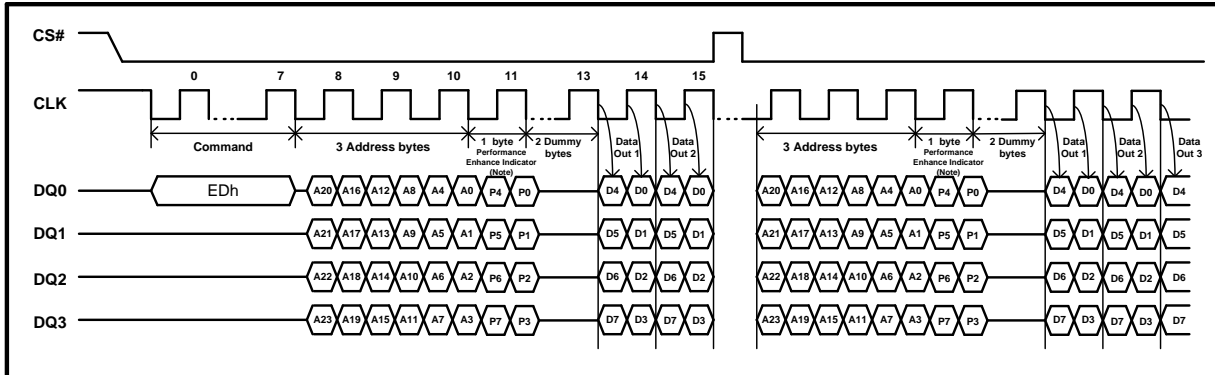 CS#
0 7 8 9 10 11 13 14 15
CLK
Command 3 Address bytes 1 byte Performance Enhance Indicator (Note) 2 Dummy bytes Data Out 1 Data Out 2 3 Address bytes 1 byte Performance Enhance Indicator (Note) 2 Dummy bytes Data Out 1 Data Out 2 Data Out 3
DQ0 EDh A20 A16 A12 A8 A4 A0 P4 P0 D4 D0 D4 D0 A20 A16 A12 A8 A4 A0 P4 P0 D4 D0 D4 D0 D4
DQ1 A21 A17 A13 A9 A5 A1 P5 P1 D5 D1 D5 D1 A21 A17 A13 A9 A5 A1 P5 P1 D5 D1 D5 D1 D5
DQ2 A22 A18 A14 A10 A6 A2 P6 P2 D6 D2 D6 D2 A22 A18 A14 A10 A6 A2 P6 P2 D6 D2 D6 D2 D6
DQ3 A23 A19 A15 A11 A7 A3 P7 P3 D7 D3 D7 D3 A23 A19 A15 A11 A7 A3 P7 P3 D7 D3 D7 D3 D7